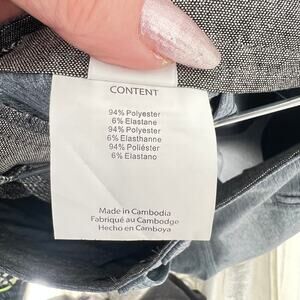 CONTENT
94% Polyester
6% Elastane
94% Polyester
6% Elasthanne
94% Poliéster
6% Elastano
Made in Cambodia
Fabriqué au Cambodge
Hecho en Camboya